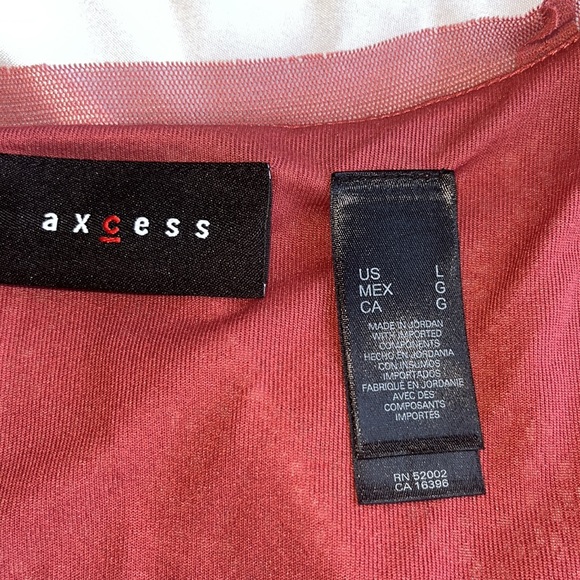 axcess
US L
MEX G
CA G
MADE IN JORDAN
WITH IMPORTED
COMPONENTS
HECHO EN JORDANIA
CON INSUMOS
IMPORTADOS
FABRIQUÉ EN JORDANIE
AVEC DES
COMPOSANTS
IMPORTÉS
RN 52002
CA 16396